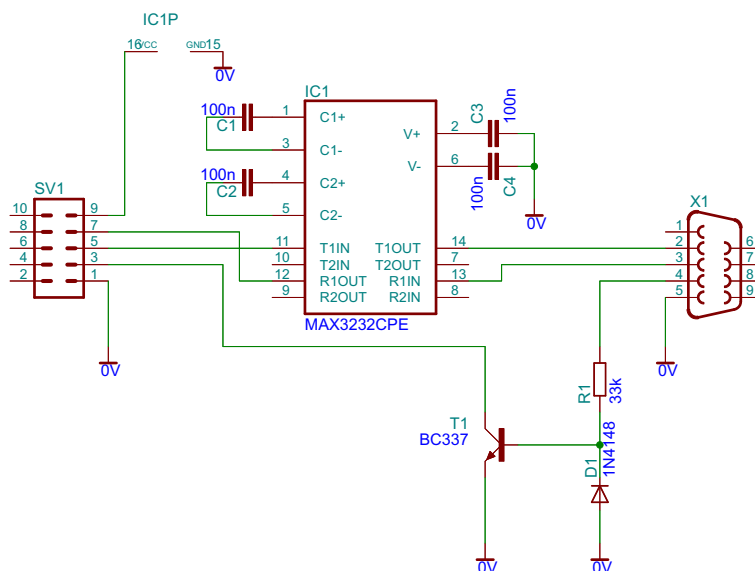 IC1P
16 VCC GND 15
0V
IC1
100n
C1
1 C1+
3 C1-
100n
C2
4 C2+
5 C2-
11 T1IN
10 T2IN
12 R1OUT
9 R2OUT
V+ 2
V- 6
T1OUT 14
T2OUT 7
R1IN 13
R2IN 8
MAX3232CPE
C3
100n
C4
100n
0V
SV1
10 9
8 7
6 5
4 3
2 1
0V
X1
1
2 6
3 7
4 8
5 9
0V
R1
33k
T1
BC337
D1
1N4148
0V
0V